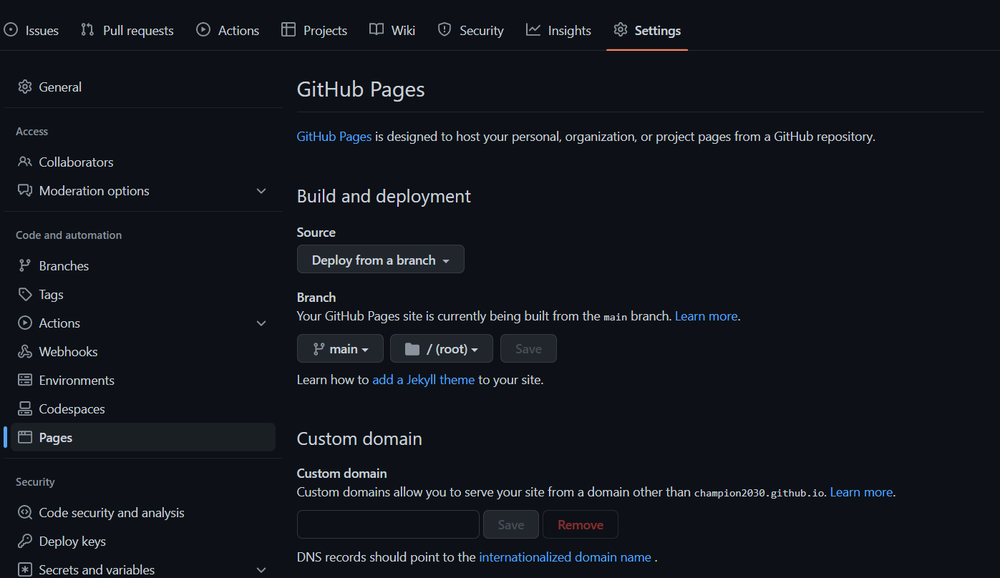 Issues
Pull requests
Actions
Projects
Wiki
Security
Insights
Settings
General
Access
Collaborators
Moderation options
Code and automation
Branches
Tags
Actions
Webhooks
Environments
Codespaces
Pages
Security
Code security and analysis
Deploy keys
Secrets and variables
GitHub Pages
GitHub Pages is designed to host your personal, organization, or project pages from a GitHub repository.
Build and deployment
Source
Deploy from a branch
Branch
Your GitHub Pages site is currently being built from the main branch. Learn more.
main
/ (root)
Save
Learn how to add a Jekyll theme to your site.
Custom domain
Custom domain
Custom domains allow you to serve your site from a domain other than champion2030.github.io. Learn more.
Save
Remove
DNS records should point to the internationalized domain name .